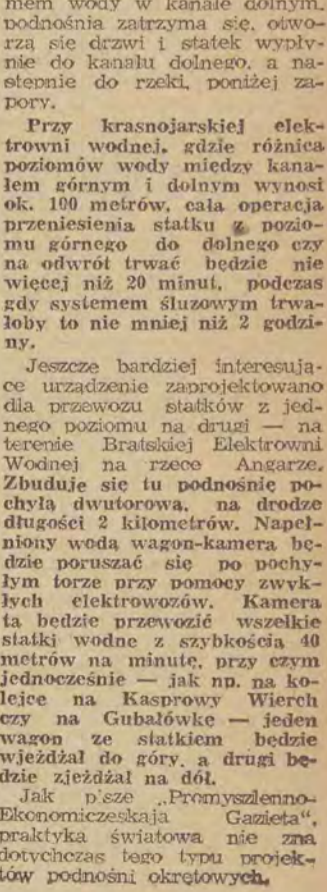 mem wody w kanale dolnym,
podnośnia zatrzyma się, otwo-
rzą się drzwi i statek wypły-
nie do kanału dolnego, a na-
stępnie do rzeki, poniżej za-
pory.
Przy krasnojarskiej elek-
trowni wodnej, gdzie różnica
poziomów wody między kana-
łem górnym i dolnym wynosi
ok. 100 metrów, cała operacja
przeniesienia statku z pozio-
mu górnego do dolnego czy
na odwrót trwać będzie nie
więcej niż 20 minut, podczas
gdy systemem śluzowym trwa-
łoby to nie mniej niż 2 godzi-
ny.
Jeszcze bardziej interesują-
ce urządzenie zaprojektowano
dla przewozu statków z jed-
nego poziomu na drugi — na
terenie Bratskiej Elektrowni
Wodnej na rzece Angarze.
Zbuduje się tu podnośnię po-
chyłą dwutorową, na drodze
długości 2 kilometrów. Napeł-
niony wodą wagon-kamera bę-
dzie poruszać się po pochy-
łym torze przy pomocy zwyk-
łych elektrowozów. Kamera
ta będzie przewozić wszelkie
statki wodne z szybkością 40
metrów na minutę, przy czym
jednocześnie — jak np. na ko-
lejce na Kasprowy Wierch
czy na Gubałówkę — jeden
wagon ze statkiem będzie
wjeżdżał do góry, a drugi bę-
dzie zjeżdżał na dół.
Jak p'sze „Promyszlenno-
Ekonomiczeskaja Gazieta",
praktyka światowa nie zna
dotychczas tego typu projek-
tów podnośni okrętowych.